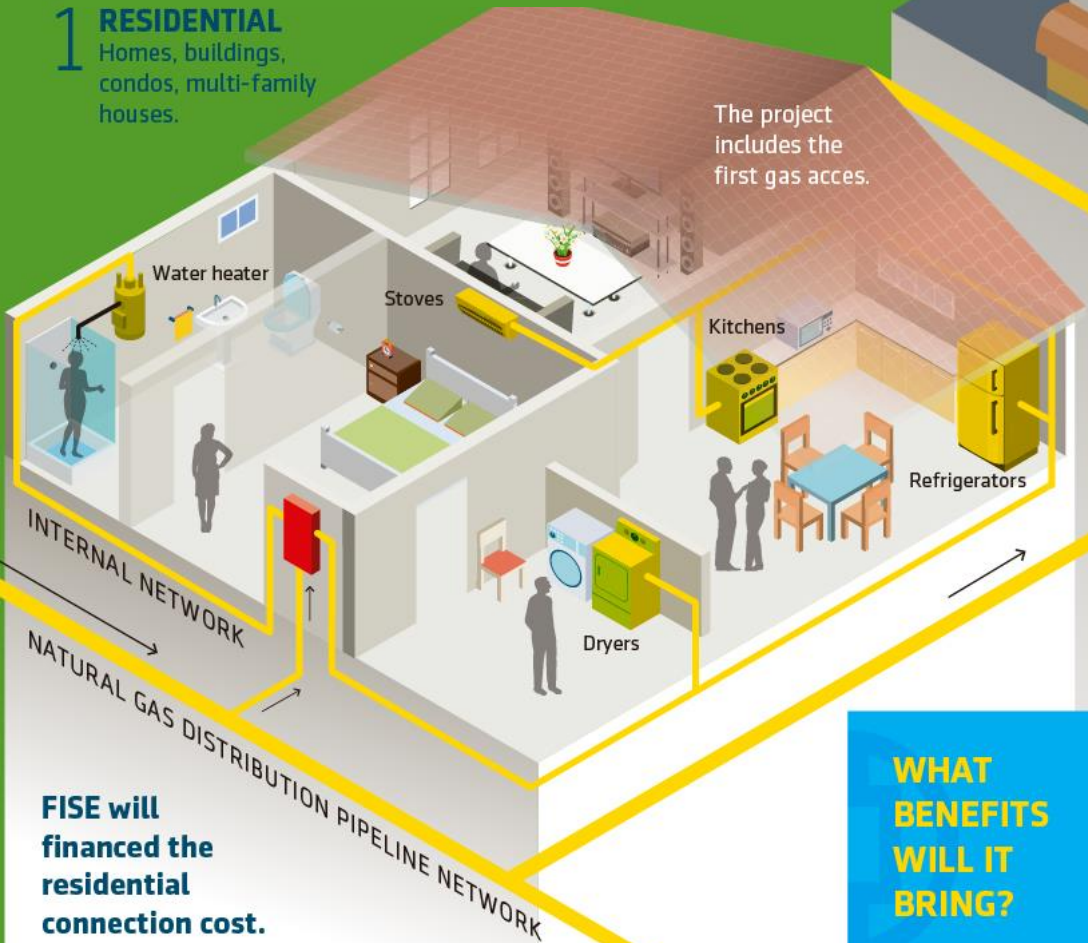 1 RESIDENTIAL
Homes, buildings,
condos, multi-family
houses.
The project
includes the
first gas acces.
Water heater
Stoves
Kitchens
Refrigerators
Dryers
INTERNAL NETWORK
NATURAL GAS DISTRIBUTION PIPELINE NETWORK
FISE will
financed the
residential
connection cost.
WHAT
BENEFITS
WILL IT
BRING?